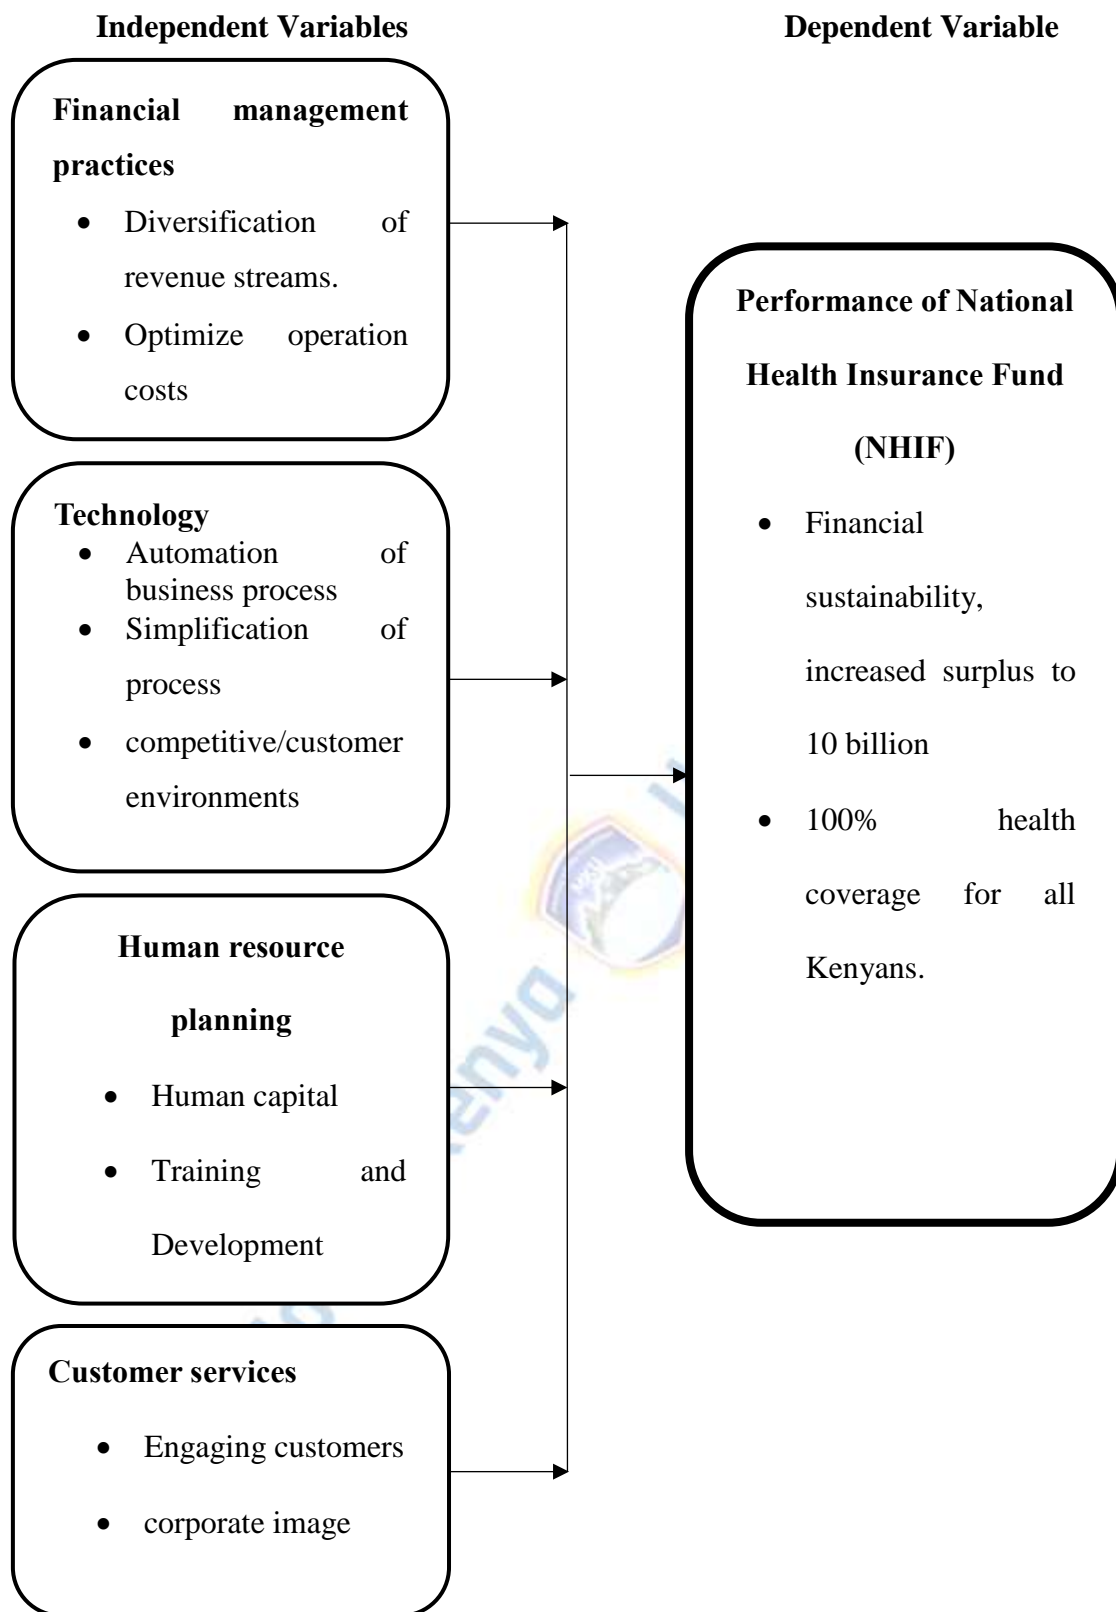 Independent Variables
Dependent Variable
Financial management
practices
• Diversification of
revenue streams.
• Optimize operation
costs
Technology
• Automation of
business process
• Simplification of
process
• competitive/customer
environments
Human resource
planning
• Human capital
• Training and
Development
Customer services
• Engaging customers
• corporate image
Performance of National
Health Insurance Fund
(NHIF)
• Financial
sustainability,
increased surplus to
10 billion
• 100% health
coverage for all
Kenyans.